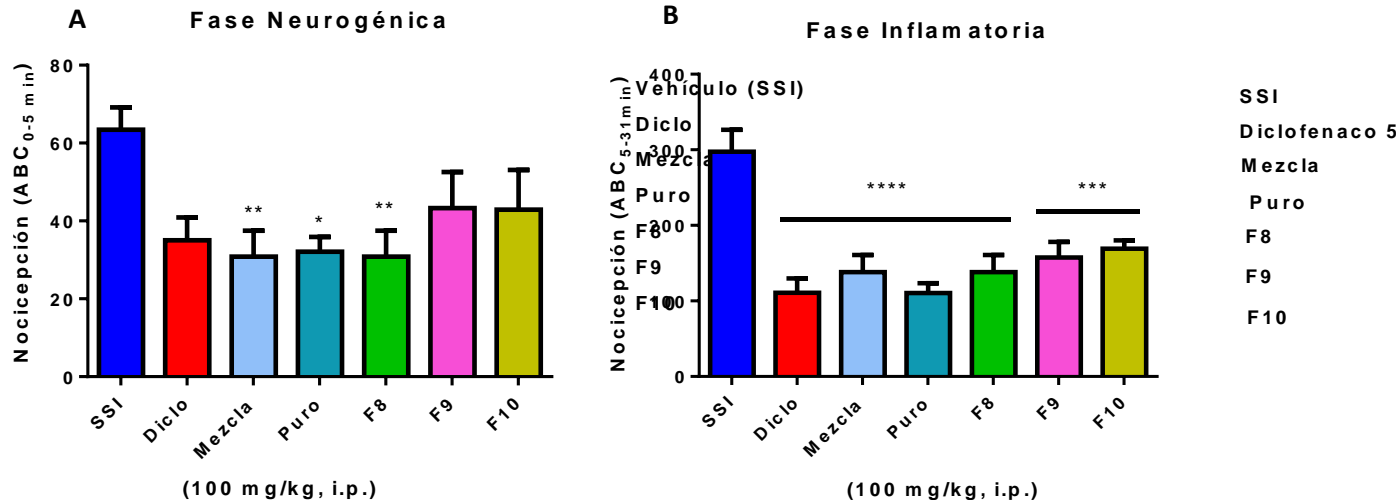 A
Fase Neurogénica
Nocicepción (ABC0-5 min)
80
60
40
20
0
**
*
**
SSI
Diclo
Mezcla
Puro
F8
F9
F10
(100 mg/kg, i.p.)
B
Fase Inflamatoria
Nocicepción (ABC5-31min)
400
300
200
100
0
Vehículo (SSI)
Diclo
Mezcla
Puro
F8
F9
F10
****
***
SSI
Diclo
Mezcla
Puro
F8
F9
F10
(100 mg/kg, i.p.)
SSI
Diclofenaco 5
Mezcla
Puro
F8
F9
F10